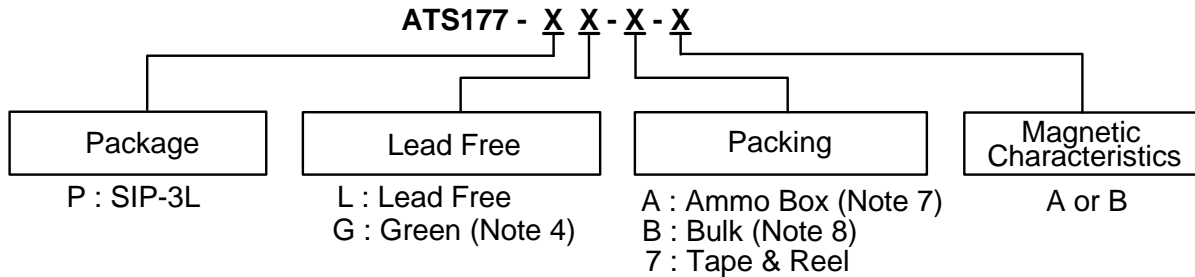 ATS177 - X X - X - X
Package
Lead Free
Packing
Magnetic
Characteristics
P : SIP-3L
L : Lead Free
G : Green (Note 4)
A : Ammo Box (Note 7)
B : Bulk (Note 8)
7 : Tape & Reel
A or B